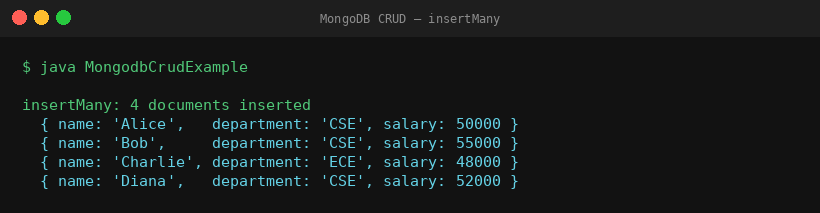 MongoDB CRUD — insertMany
$ java MongodbCrudExample
insertMany: 4 documents inserted
  { name: 'Alice',   department: 'CSE', salary: 50000 }
  { name: 'Bob',     department: 'CSE', salary: 55000 }
  { name: 'Charlie', department: 'ECE', salary: 48000 }
  { name: 'Diana',   department: 'CSE', salary: 52000 }